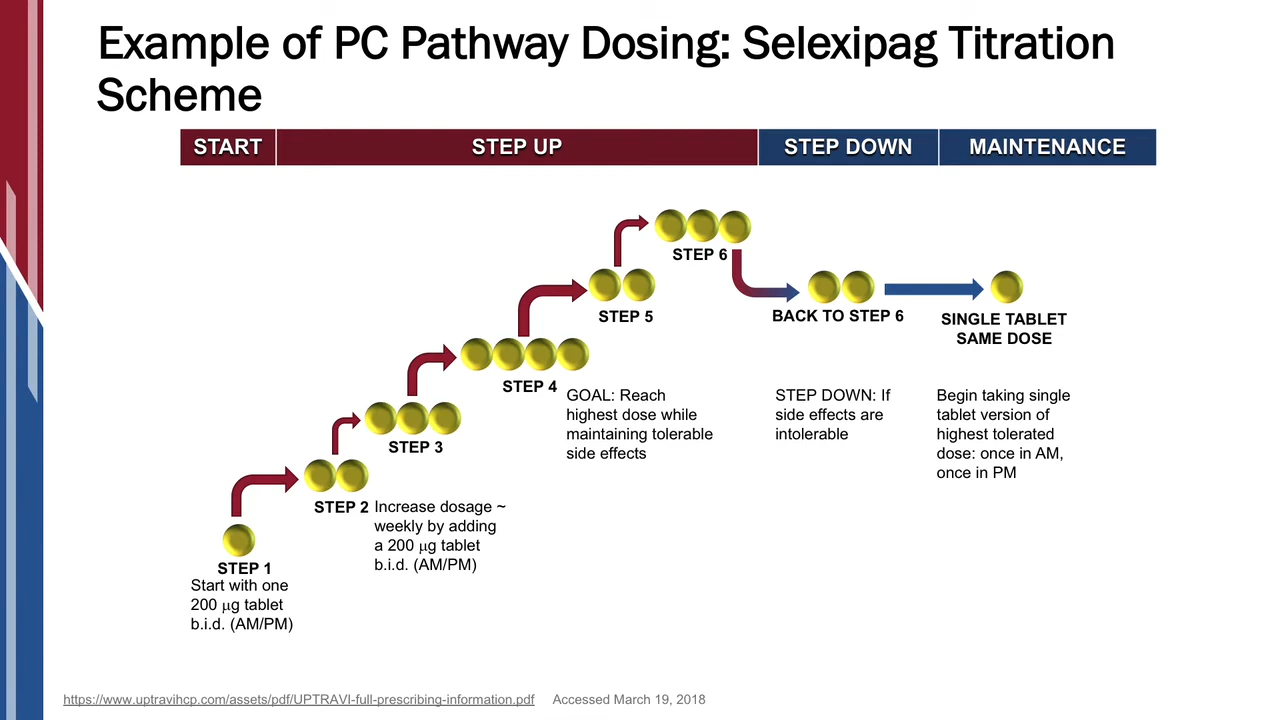 Example of PC Pathway Dosing: Selexipag Titration
Scheme
START
STEP UP
STEP DOWN
MAINTENANCE
STEP 6
STEP 5
BACK TO STEP 6
SINGLE TABLET
SAME DOSE
STEP 4
GOAL: Reach
highest dose while
maintaining tolerable
side effects
STEP DOWN: If
side effects are
intolerable
Begin taking single
tablet version of
highest tolerated
dose: once in AM,
once in PM
STEP 3
STEP 2
Increase dosage ~
weekly by adding
a 200 μg tablet
b.i.d. (AM/PM)
STEP 1
Start with one
200 μg tablet
b.i.d. (AM/PM)
https://www.uptravihcp.com/assets/pdf/UPTRAVI-full-prescribing-information.pdf Accessed March 19, 2018